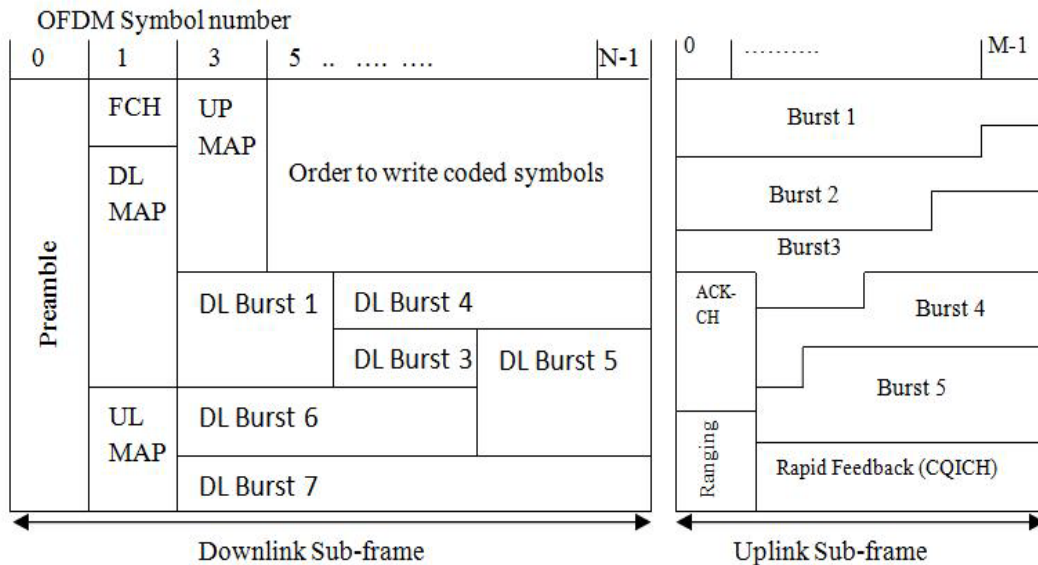 OFDM Symbol number
0 1 3 5 .. .... .... N-1
0 .......... M-1
Preamble
FCH
DL
MAP
UL
MAP
UP
MAP
Order to write coded symbols
DL Burst 1
DL Burst 4
DL Burst 3
DL Burst 5
DL Burst 6
DL Burst 7
Burst 1
Burst 2
Burst3
ACK-
CH
Burst 4
Burst 5
Ranging
Rapid Feedback (CQICH)
Downlink Sub-frame
Uplink Sub-frame